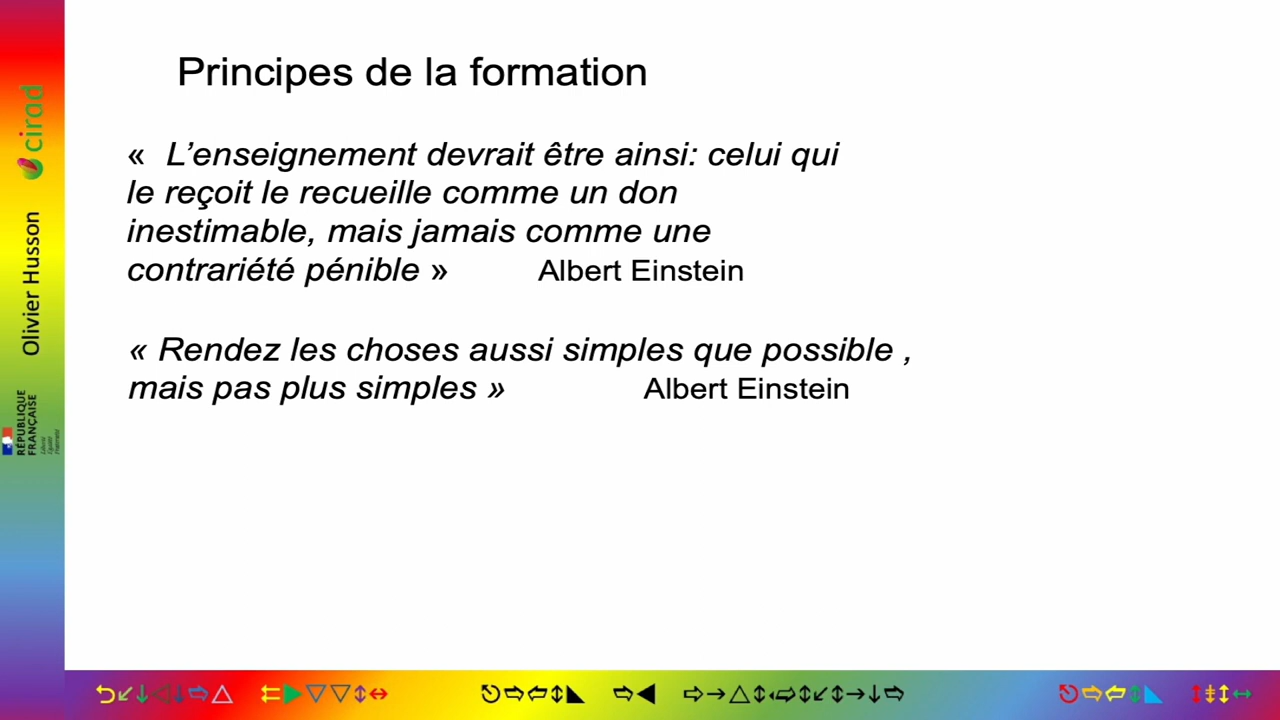 Principes de la formation
« L’enseignement devrait être ainsi: celui qui
le reçoit le recueille comme un don
inestimable, mais jamais comme une
contrariété pénible » Albert Einstein
« Rendez les choses aussi simples que possible ,
mais pas plus simples » Albert Einstein
cirad
Olivier Husson
RÉPUBLIQUE
FRANÇAISE